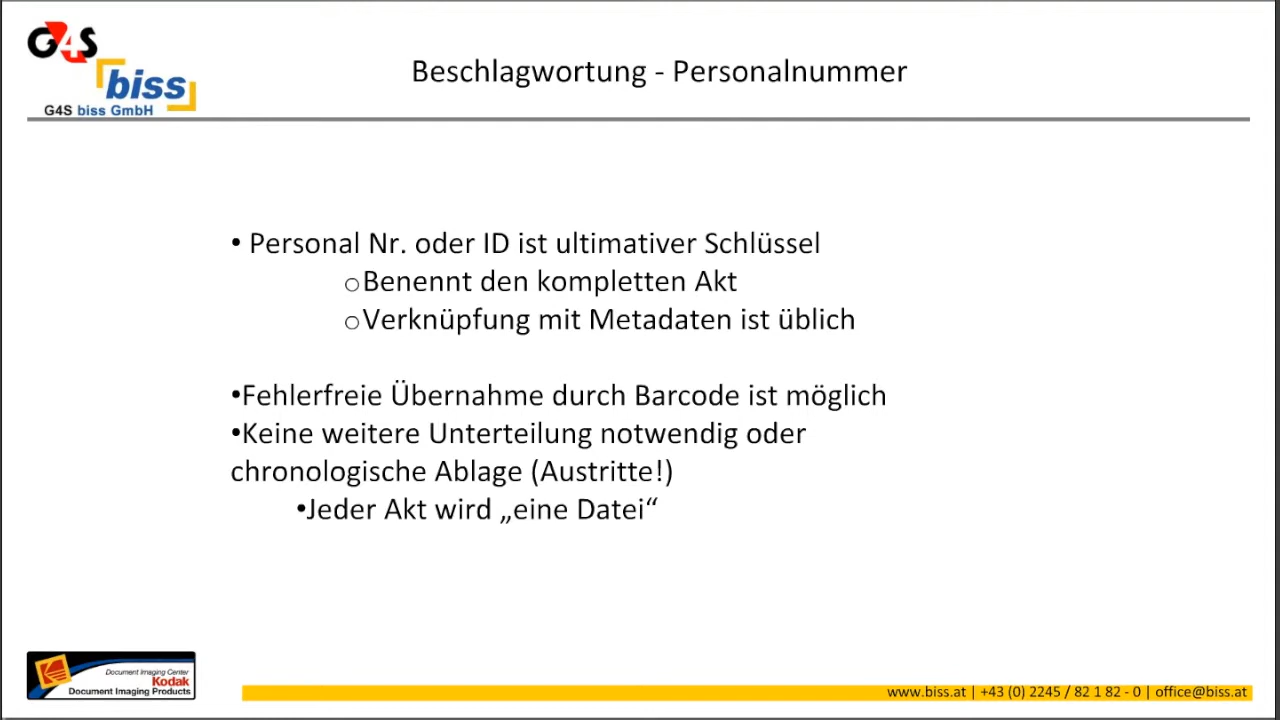 G4S
biss
G4S biss GmbH
Beschlagwortung - Personalnummer
• Personal Nr. oder ID ist ultimativer Schlüssel
oBenennt den kompletten Akt
oVerknüpfung mit Metadaten ist üblich
•Fehlerfreie Übernahme durch Barcode ist möglich
•Keine weitere Unterteilung notwendig oder
chronologische Ablage (Austritte!)
•Jeder Akt wird „eine Datei“
Document Imaging Center
Kodak
Document Imaging Products
www.biss.at | +43 (0) 2245 / 82 1 82 - 0 | office@biss.at